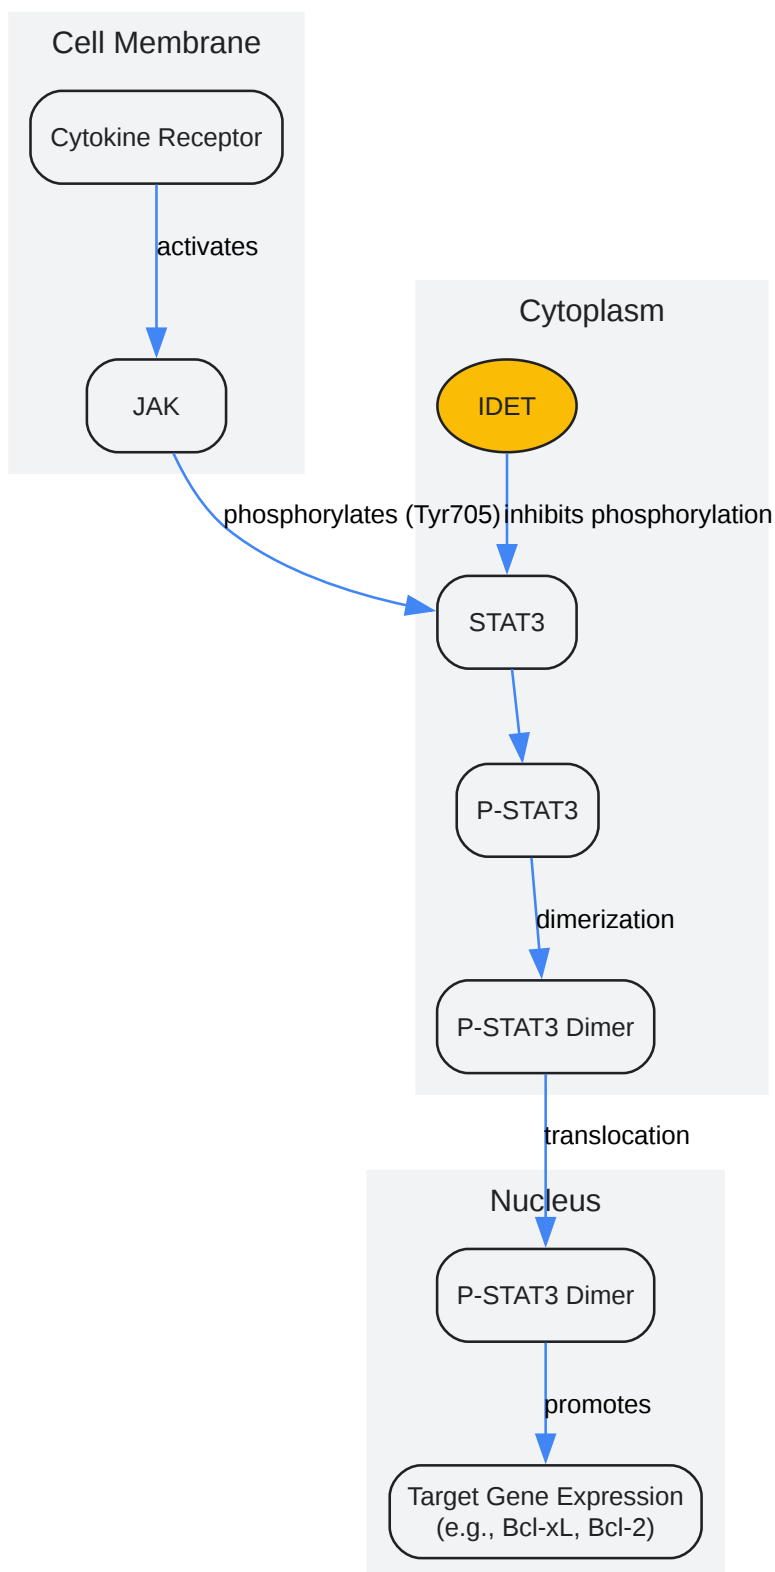 Cell Membrane
Cytokine Receptor
activates
Cytoplasm
JAK
IDET
phosphorylates (Tyr705)
inhibits phosphorylation
STAT3
P-STAT3
dimerization
P-STAT3 Dimer
translocation
Nucleus
P-STAT3 Dimer
promotes
Target Gene Expression
(e.g., Bcl-xL, Bcl-2)